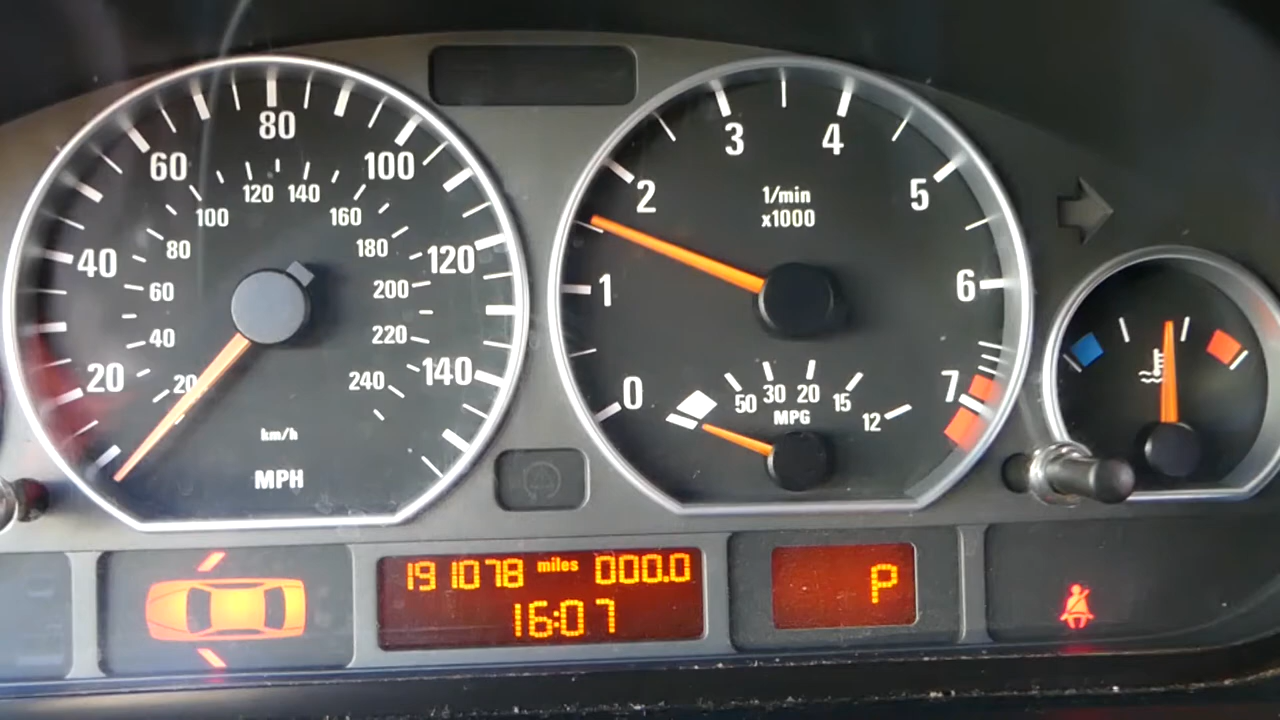 80
60 100
120 140
100 160
40 80 180 120
60 200
40 220
20 20 240 140
km/h
MPH
3 4
2 5
1/min
x1000
1 6
0 7
50 30 20 15 12
MPG
191078 miles 000.0
16:07
P